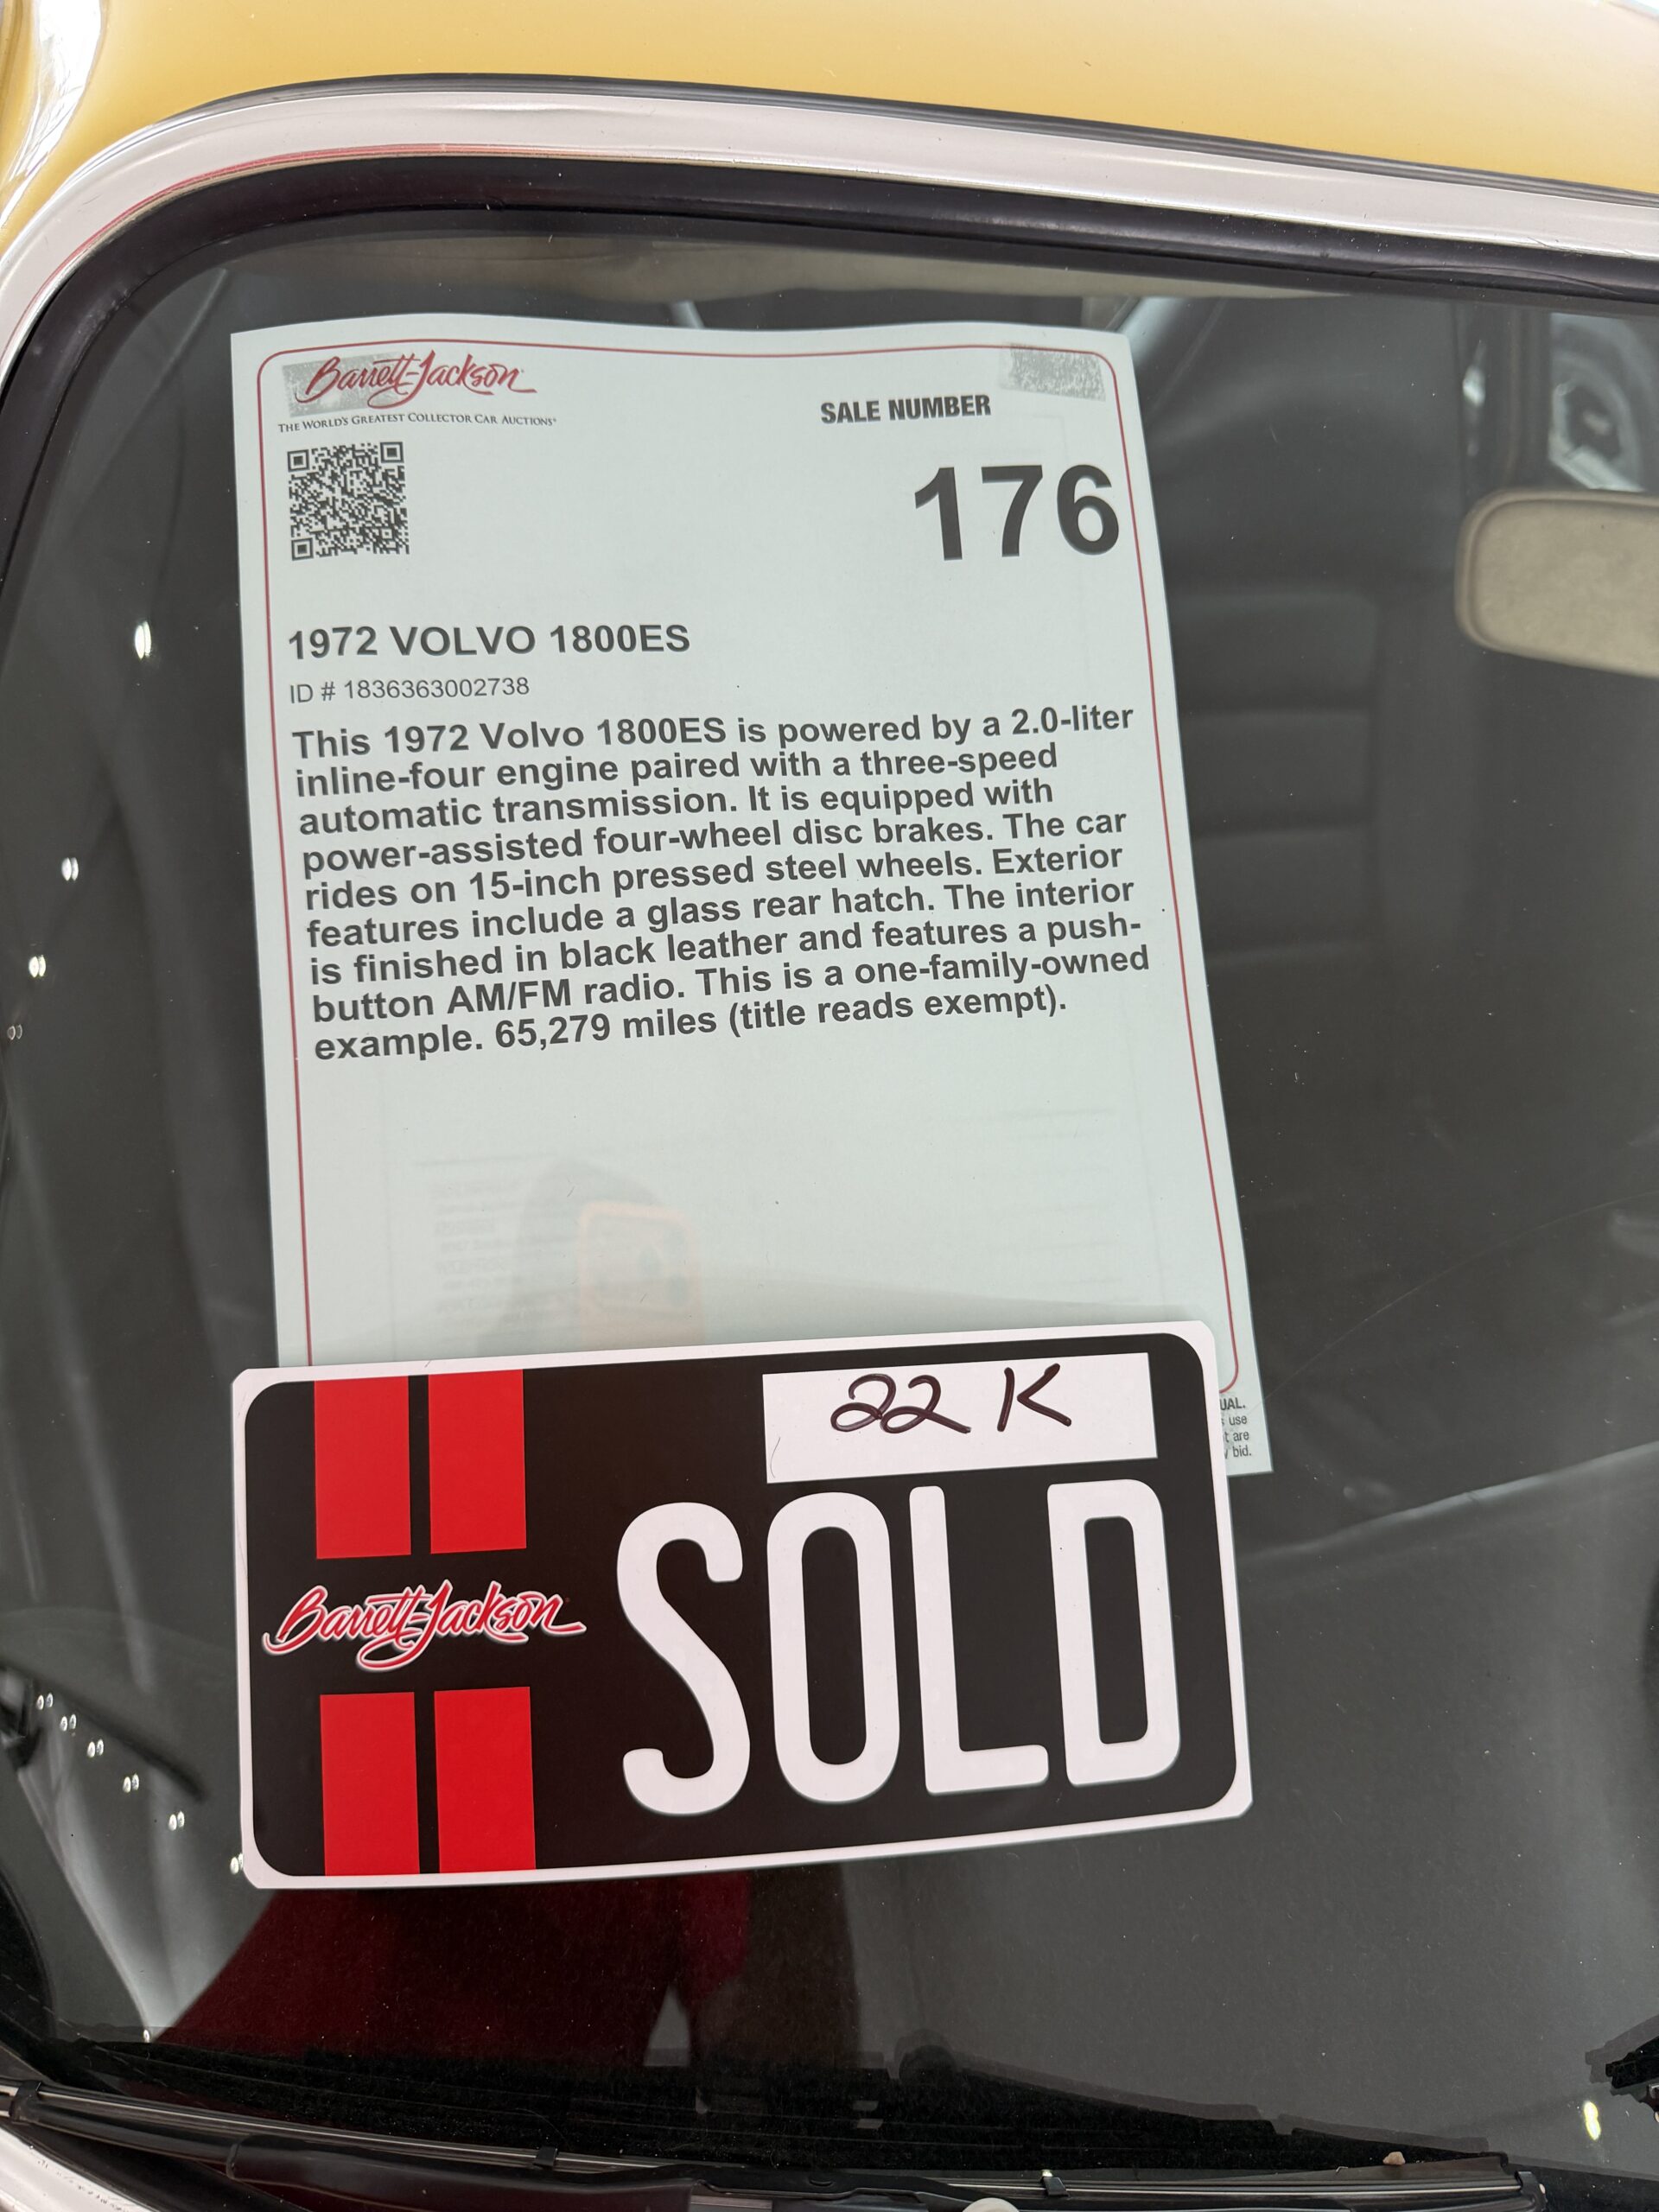 Barrett-Jackson
THE WORLD'S GREATEST COLLECTOR CAR AUCTIONS®
SALE NUMBER
176
1972 VOLVO 1800ES
ID # 1836363002738
This 1972 Volvo 1800ES is powered by a 2.0-liter
inline-four engine paired with a three-speed
automatic transmission. It is equipped with
power-assisted four-wheel disc brakes. The car
rides on 15-inch pressed steel wheels. Exterior
features include a glass rear hatch. The interior
is finished in black leather and features a push-
button AM/FM radio. This is a one-family-owned
example. 65,279 miles (title reads exempt).
UAL.
use
are
bid.
22 K
Barrett-Jackson
SOLD